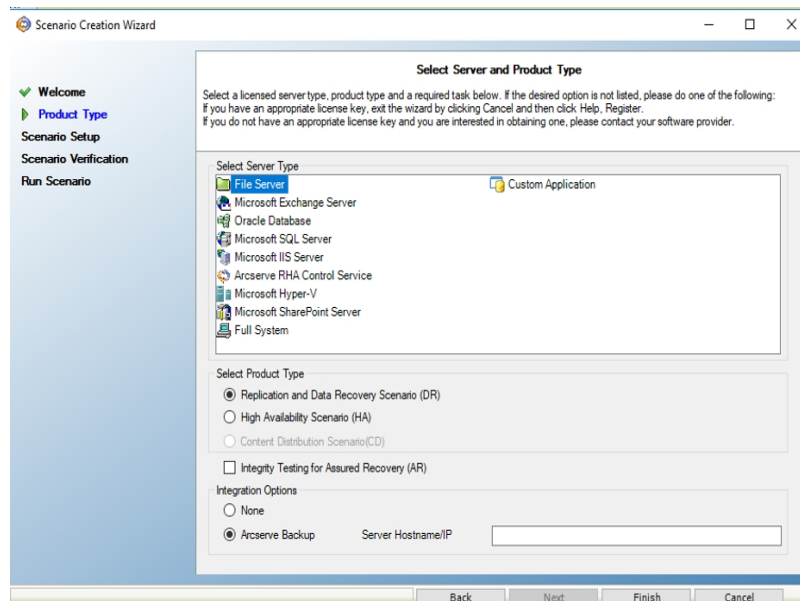 Scenario Creation Wizard
Welcome
Product Type
Scenario Setup
Scenario Verification
Run Scenario
Select Server and Product Type
Select a licensed server type, product type and a required task below. If the desired option is not listed, please do one of the following:
If you have an appropriate license key, exit the wizard by clicking Cancel and then click Help, Register.
If you do not have an appropriate license key and you are interested in obtaining one, please contact your software provider.
Select Server Type
File Server
Custom Application
Microsoft Exchange Server
Oracle Database
Microsoft SQL Server
Microsoft IIS Server
Arcserve RHA Control Service
Microsoft Hyper-V
Microsoft SharePoint Server
Full System
Select Product Type
Replication and Data Recovery Scenario (DR)
High Availability Scenario (HA)
Content Distribution Scenario(CD)
Integrity Testing for Assured Recovery (AR)
Integration Options
None
Arcserve Backup Server Hostname/IP
Back Next Finish Cancel